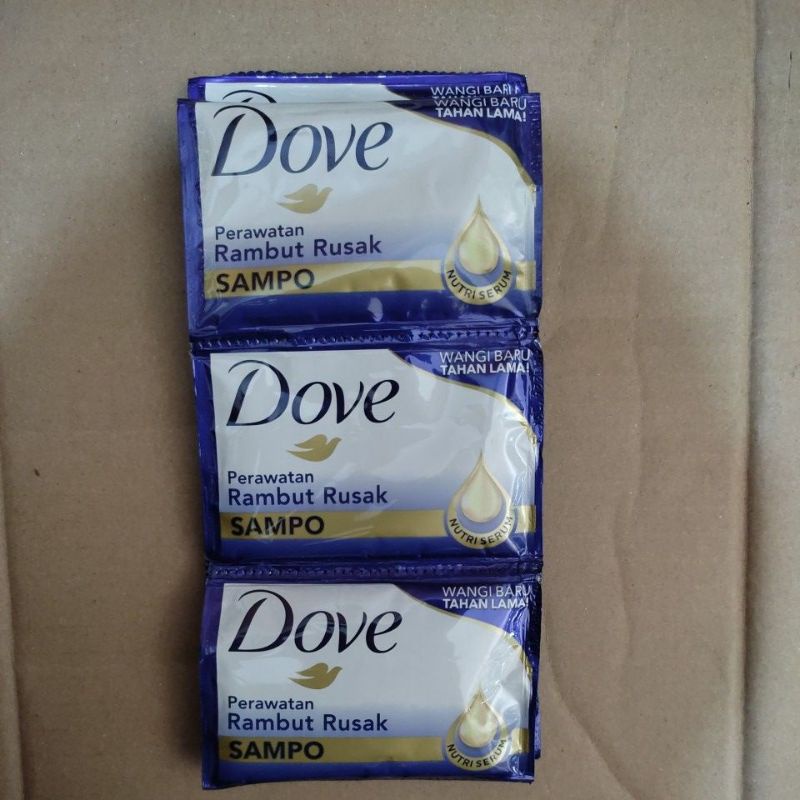 WANGI BARU
WANGI BARU
TAHAN LAMA!
Dove
Perawatan
Rambut Rusak
SAMPO
NUTRI SERUM
WANGI BARU
TAHAN LAMA!
Dove
Perawatan
Rambut Rusak
SAMPO
NUTRI SERUM
WANGI BARU
TAHAN LAMA!
Dove
Perawatan
Rambut Rusak
SAMPO
NUTRI SERUM